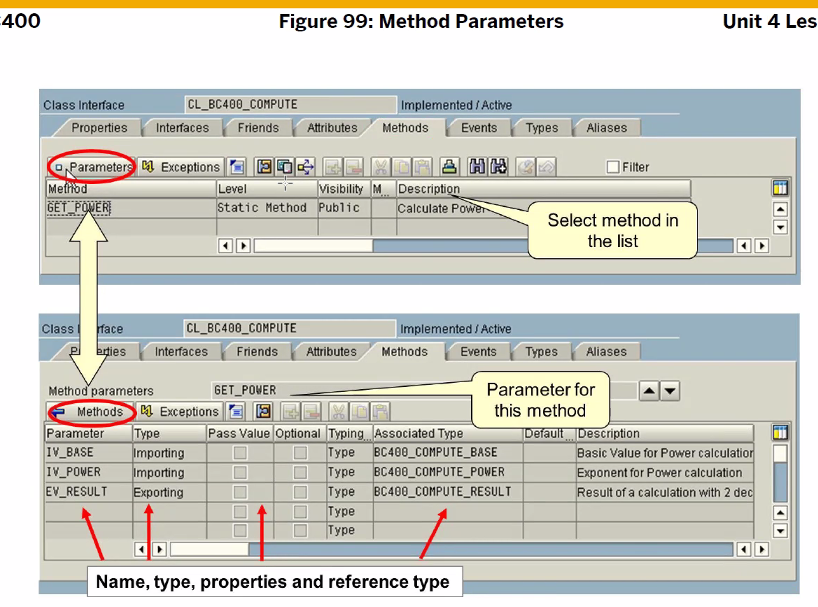 C400 Figure 99: Method Parameters Unit 4 Les
Class Interface CL_BC400_COMPUTE Implemented / Active
Properties Interfaces Friends Attributes Methods Events Types Aliases
Parameters Exceptions Filter
Method Level Visibility M... Description
GET_POWER Static Method Public Calculate Power
Select method in
the list
Class Interface CL_BC400_COMPUTE Implemented / Active
Properties Interfaces Friends Attributes Methods Events Types Aliases
Method parameters GET_POWER
Parameter for
this method
Methods Exceptions
Parameter Type Pass Value Optional Typing... Associated Type Default ... Description
IV_BASE Importing Type BC400_COMPUTE_BASE Basic Value for Power calculation
IV_POWER Importing Type BC400_COMPUTE_POWER Exponent for Power calculation
EV_RESULT Exporting Type BC400_COMPUTE_RESULT Result of a calculation with 2 dec
Type
Type
Name, type, properties and reference type